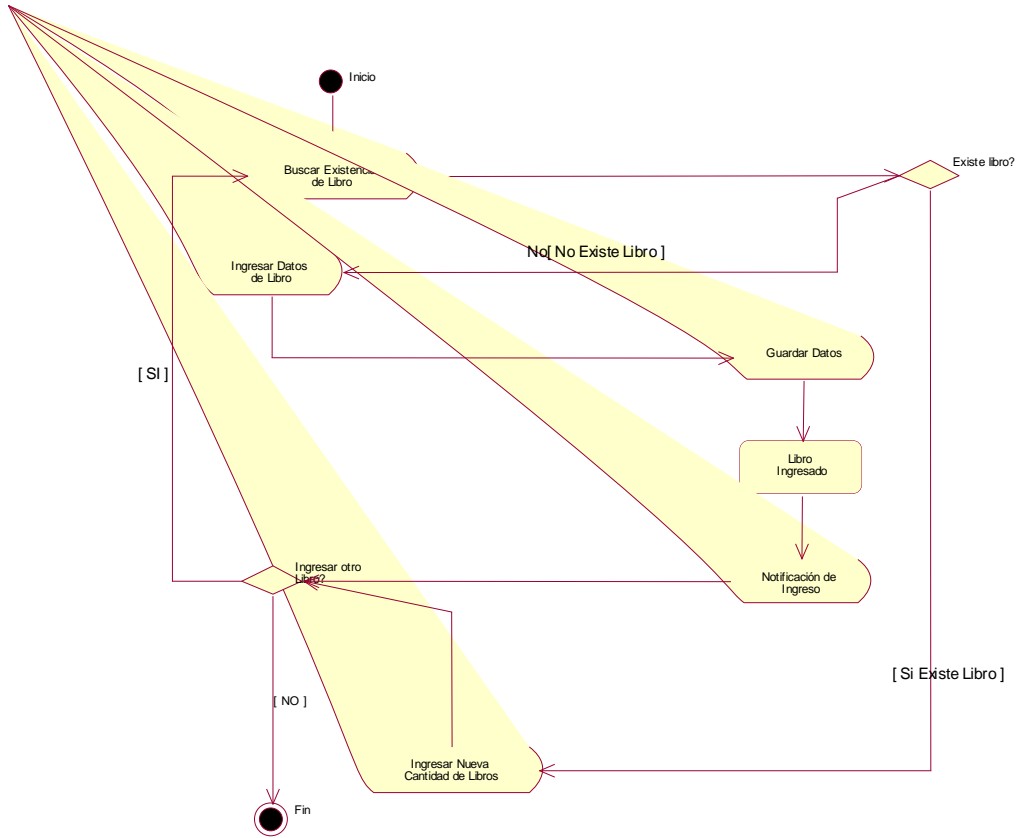 Inicio
Existe libro?
Buscar Existencia
de Libro
No[ No Existe Libro ]
Ingresar Datos
de Libro
Guardar Datos
[ SI ]
Libro
Ingresado
Ingresar otro
Libro?
Notificación de
Ingreso
[ Si Existe Libro ]
[ NO ]
Ingresar Nueva
Cantidad de Libros
Fin